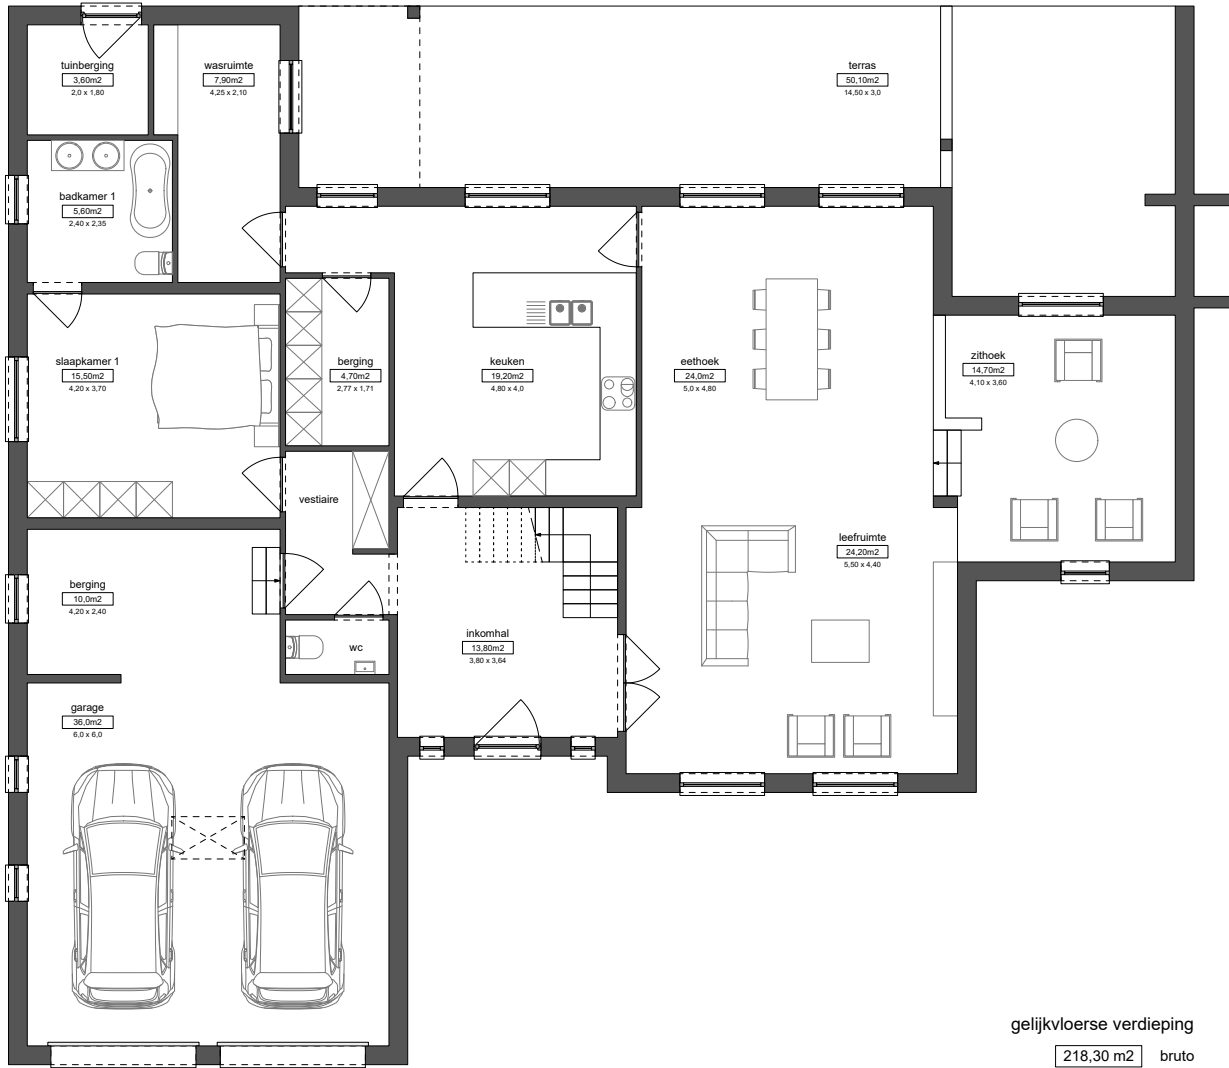 tuinberging
3,60m2
2,0 x 1,80
wasruimte
7,90m2
4,25 x 2,10
terras
50,10m2
14,50 x 3,0
badkamer 1
5,60m2
2,40 x 2,35
slaapkamer 1
15,50m2
4,20 x 3,70
berging
4,70m2
2,77 x 1,71
keuken
19,20m2
4,80 x 4,0
eethoek
24,0m2
5,0 x 4,80
zithoek
14,70m2
4,10 x 3,60
vestiaire
leefruimte
24,20m2
5,50 x 4,40
berging
10,0m2
4,20 x 2,40
wc
inkomhal
13,80m2
3,80 x 3,64
garage
36,0m2
6,0 x 6,0
gelijkvloerse verdieping
218,30 m2 bruto